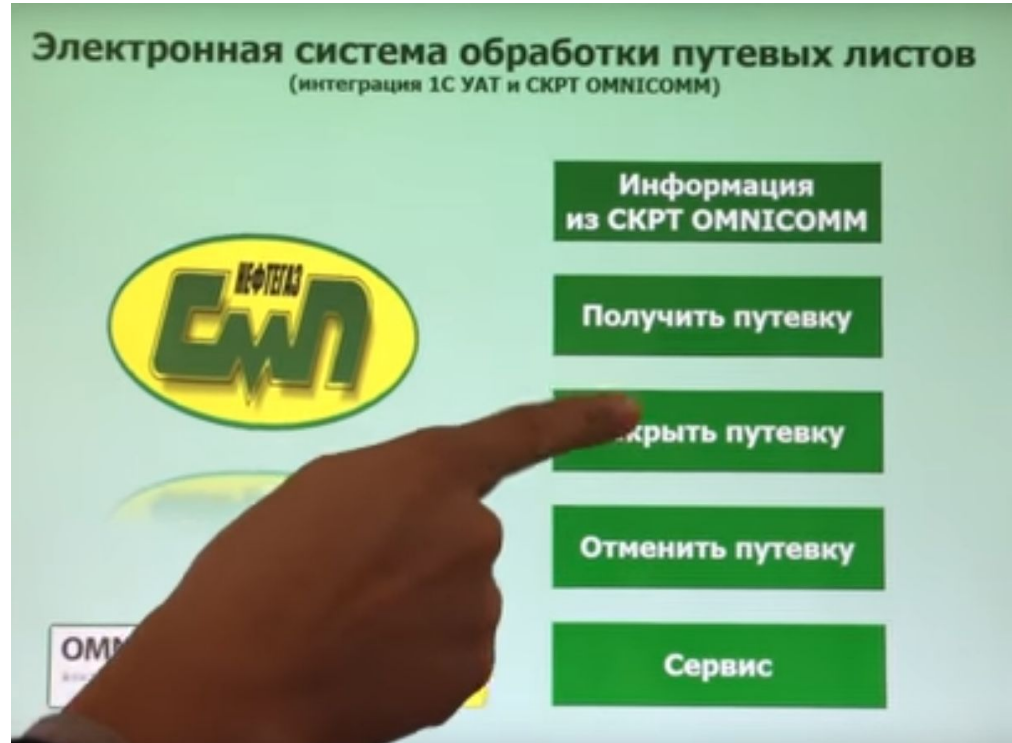 Электронная система обработки путевых листов
(интеграция 1С УАТ и СКРТ OMNICOMM)
Информация
из СКРТ OMNICOMM
НЕФТЕГАЗ
СМП
Получить путевку
путевку
Отменить путевку
Сервис